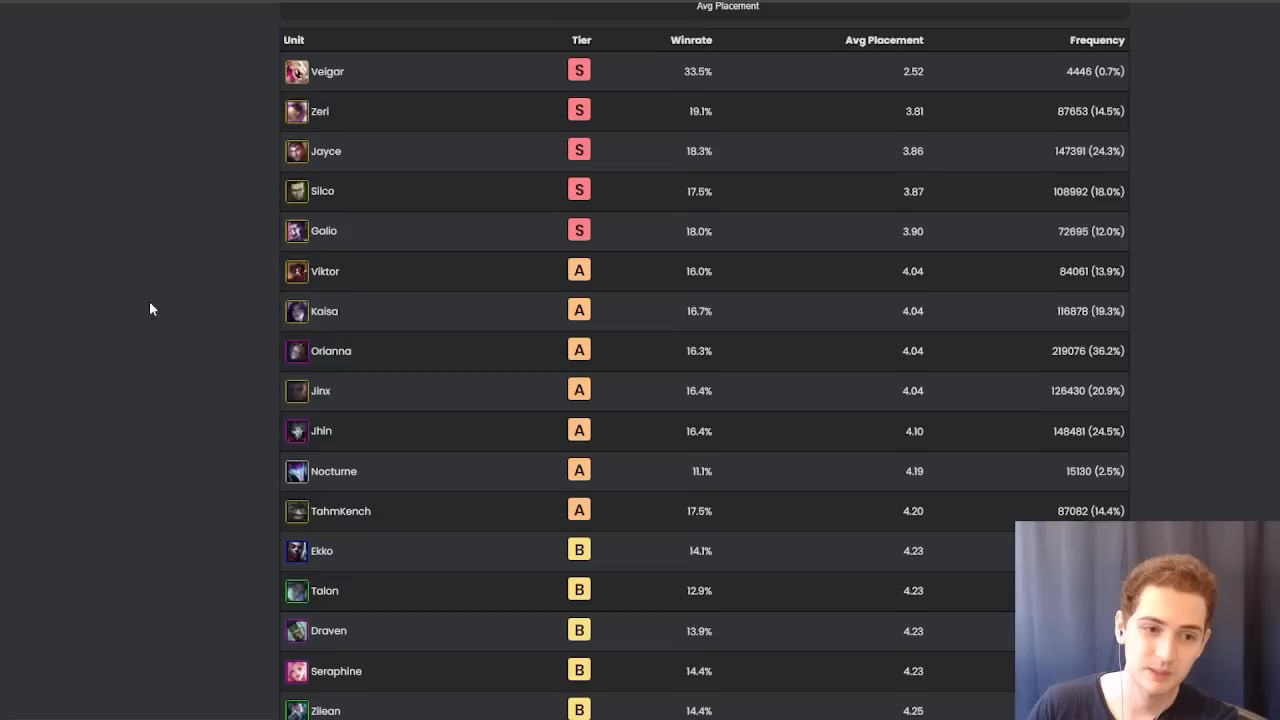 Avg Placement
Unit Tier Winrate Avg Placement Frequency
Veigar S 33.5% 2.52 4446 (0.7%)
Zeri S 19.1% 3.81 87653 (14.5%)
Jayce S 18.3% 3.86 147391 (24.3%)
Silco S 17.5% 3.87 108992 (18.0%)
Galio S 18.0% 3.90 72695 (12.0%)
Viktor A 16.0% 4.04 84061 (13.9%)
Kaisa A 16.7% 4.04 116878 (19.3%)
Orianna A 16.3% 4.04 219076 (36.2%)
Jinx A 16.4% 4.04 126430 (20.9%)
Jhin A 16.4% 4.10 148481 (24.5%)
Nocturne A 11.1% 4.19 15130 (2.5%)
TahmKench A 17.5% 4.20 87082 (14.4%)
Ekko B 14.1% 4.23
Talon B 12.9% 4.23
Draven B 13.9% 4.23
Seraphine B 14.4% 4.23
Zilean B 14.4% 4.25